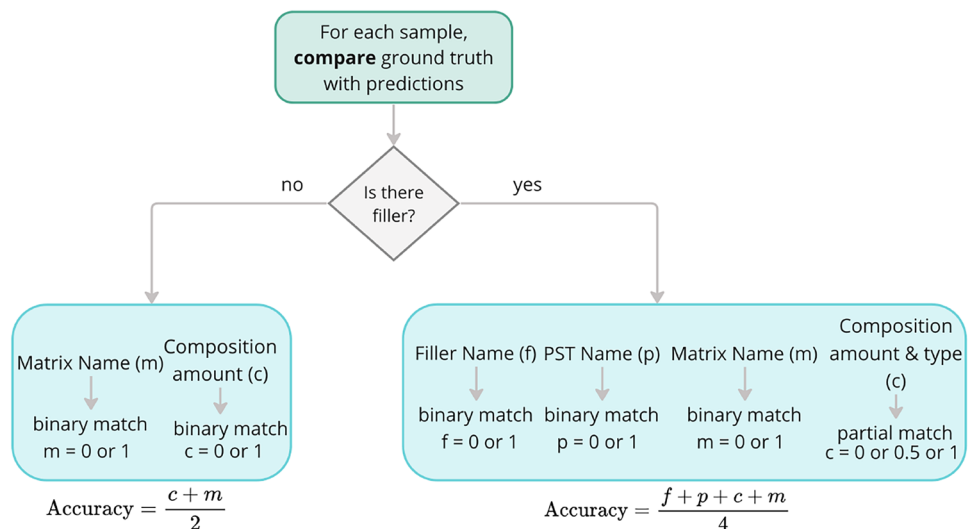 For each sample,
compare ground truth
with predictions
Is there
filler?
no
yes
Matrix Name (m)
binary match
m = 0 or 1
Composition
amount (c)
binary match
c = 0 or 1
Accuracy = \frac{c + m}{2}
Filler Name (f)
binary match
f = 0 or 1
PST Name (p)
binary match
p = 0 or 1
Matrix Name (m)
binary match
m = 0 or 1
Composition
amount & type
(c)
partial match
c = 0 or 0.5 or 1
Accuracy = \frac{f + p + c + m}{4}